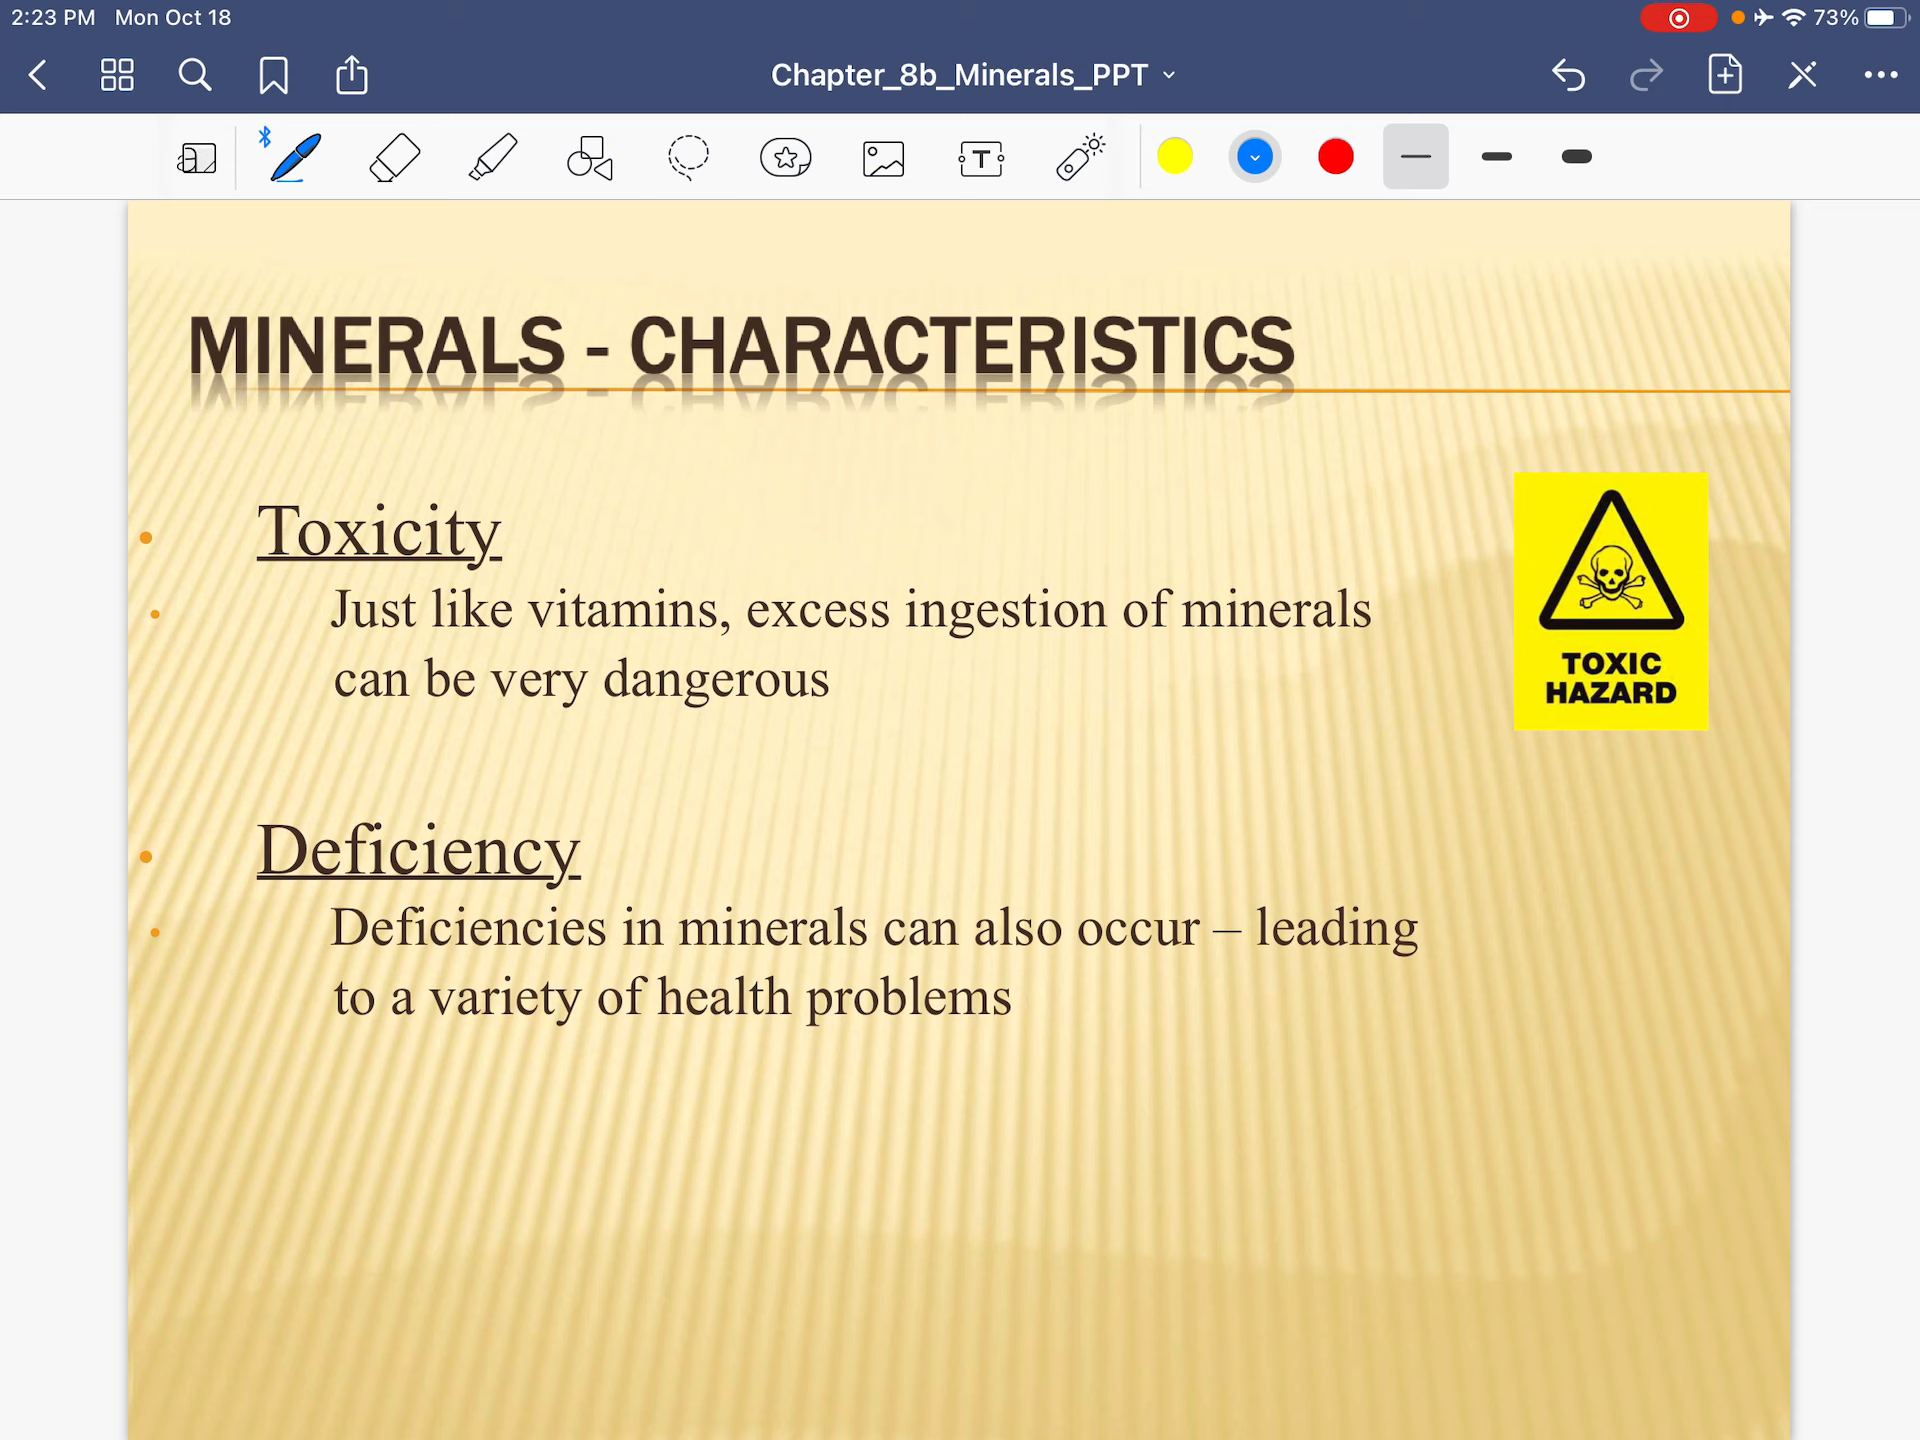 2:23 PM Mon Oct 18
73%
Chapter_8b_Minerals_PPT
MINERALS - CHARACTERISTICS
• Toxicity
• Just like vitamins, excess ingestion of minerals
can be very dangerous
TOXIC
HAZARD
• Deficiency
• Deficiencies in minerals can also occur – leading
to a variety of health problems